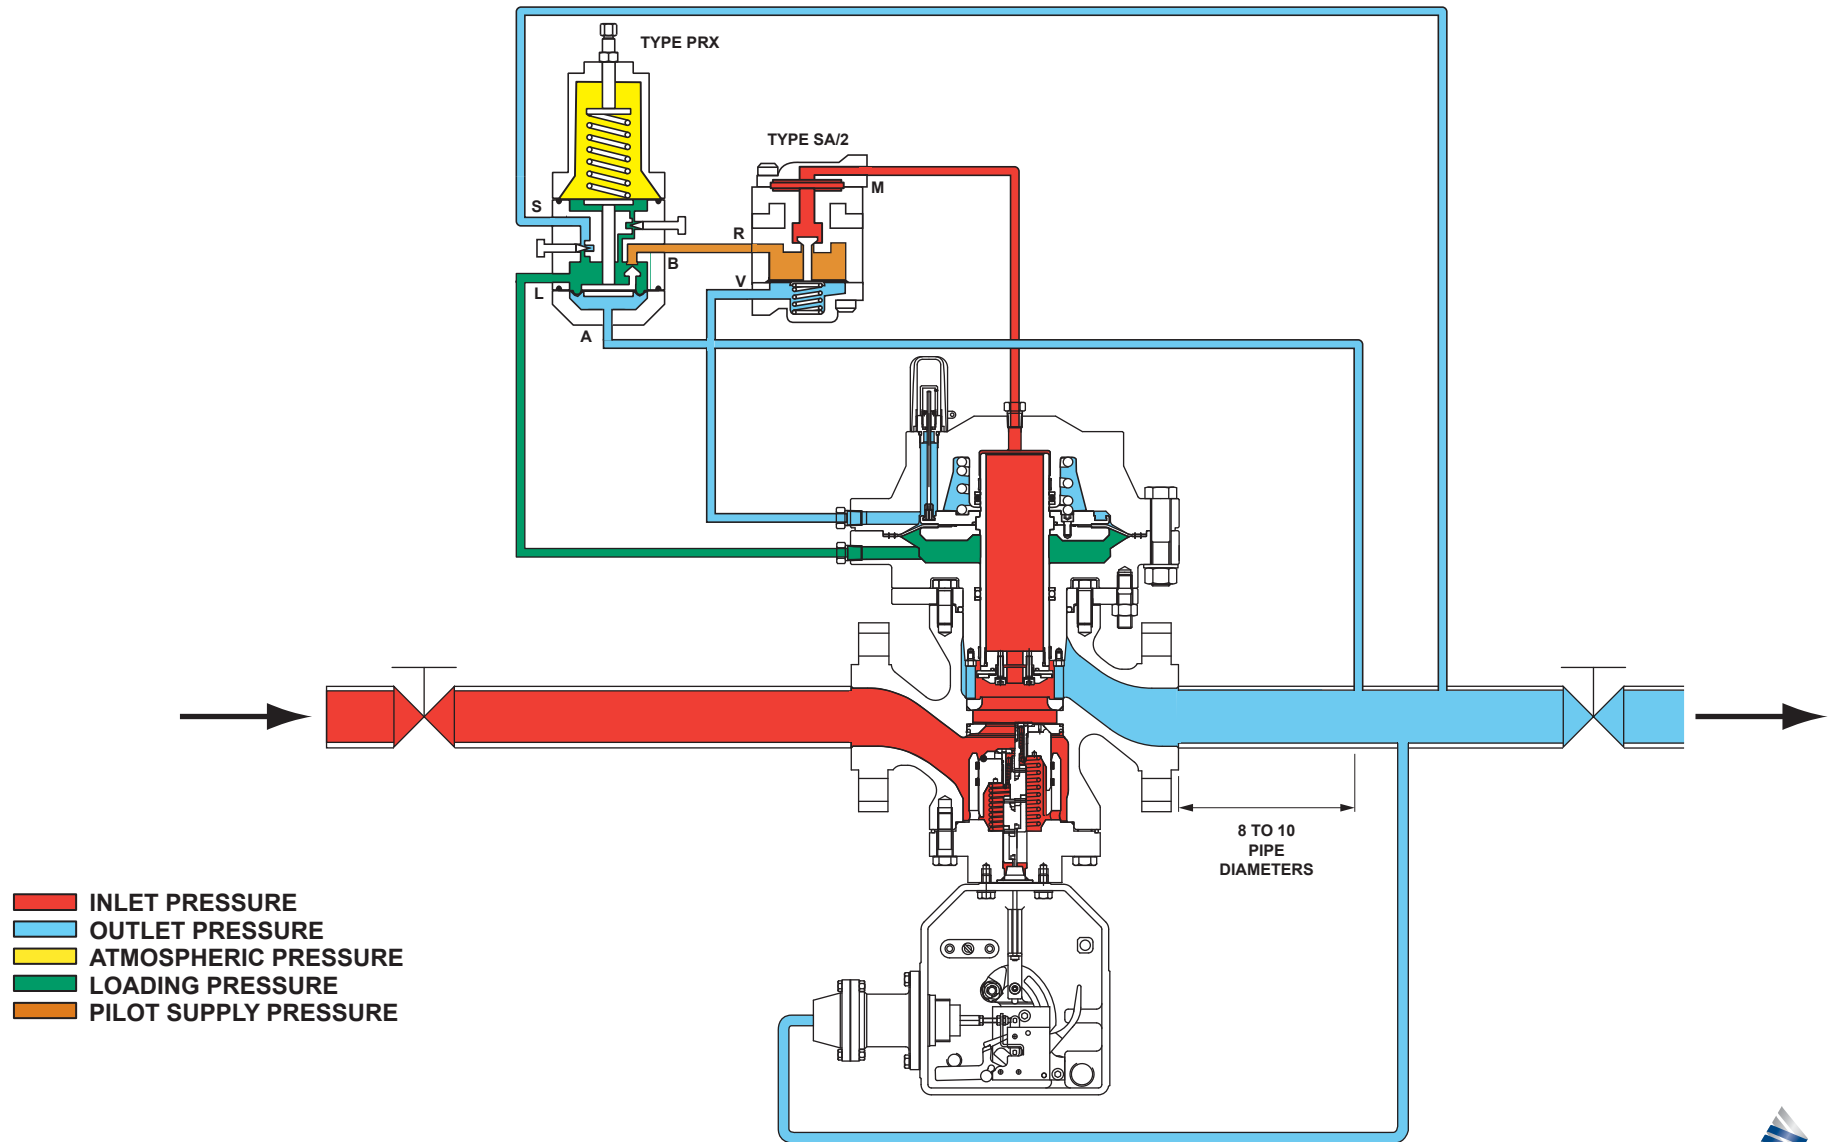 TYPE PRX
TYPE SA/2
M
S
R
B
L
V
A
8 TO 10
PIPE
DIAMETERS
INLET PRESSURE
OUTLET PRESSURE
ATMOSPHERIC PRESSURE
LOADING PRESSURE
PILOT SUPPLY PRESSURE